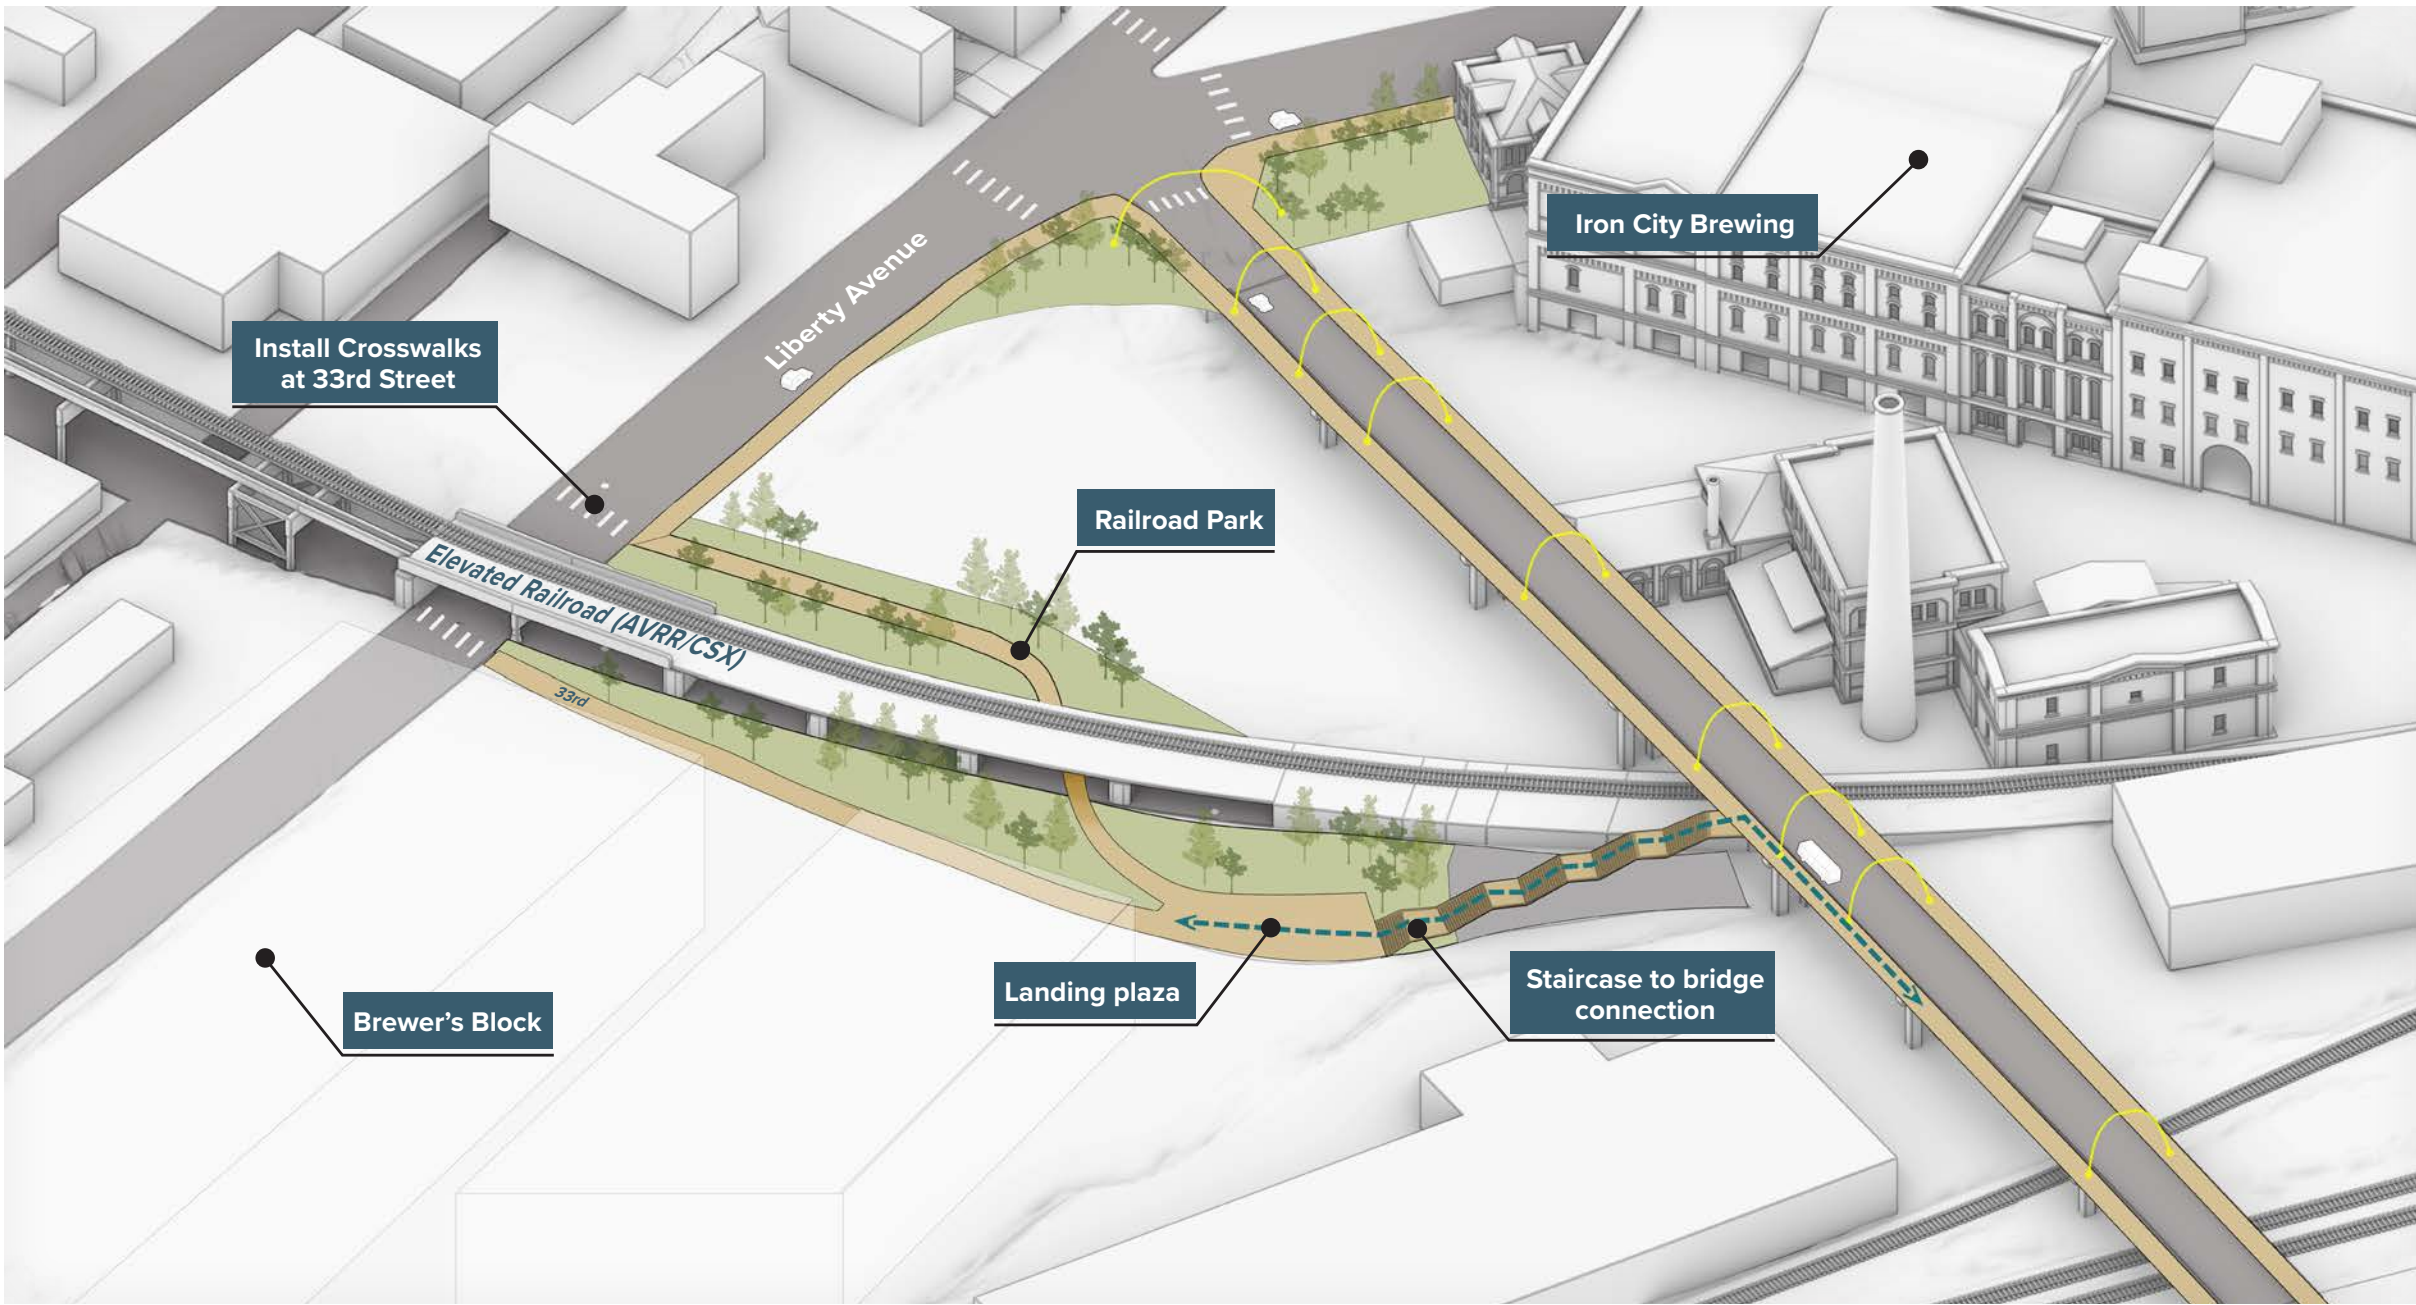 Iron City Brewing
Liberty Avenue
Install Crosswalks
at 33rd Street
Railroad Park
Elevated Railroad (AVRR/CSX)
33rd
Landing plaza
Staircase to bridge
connection
Brewer’s Block